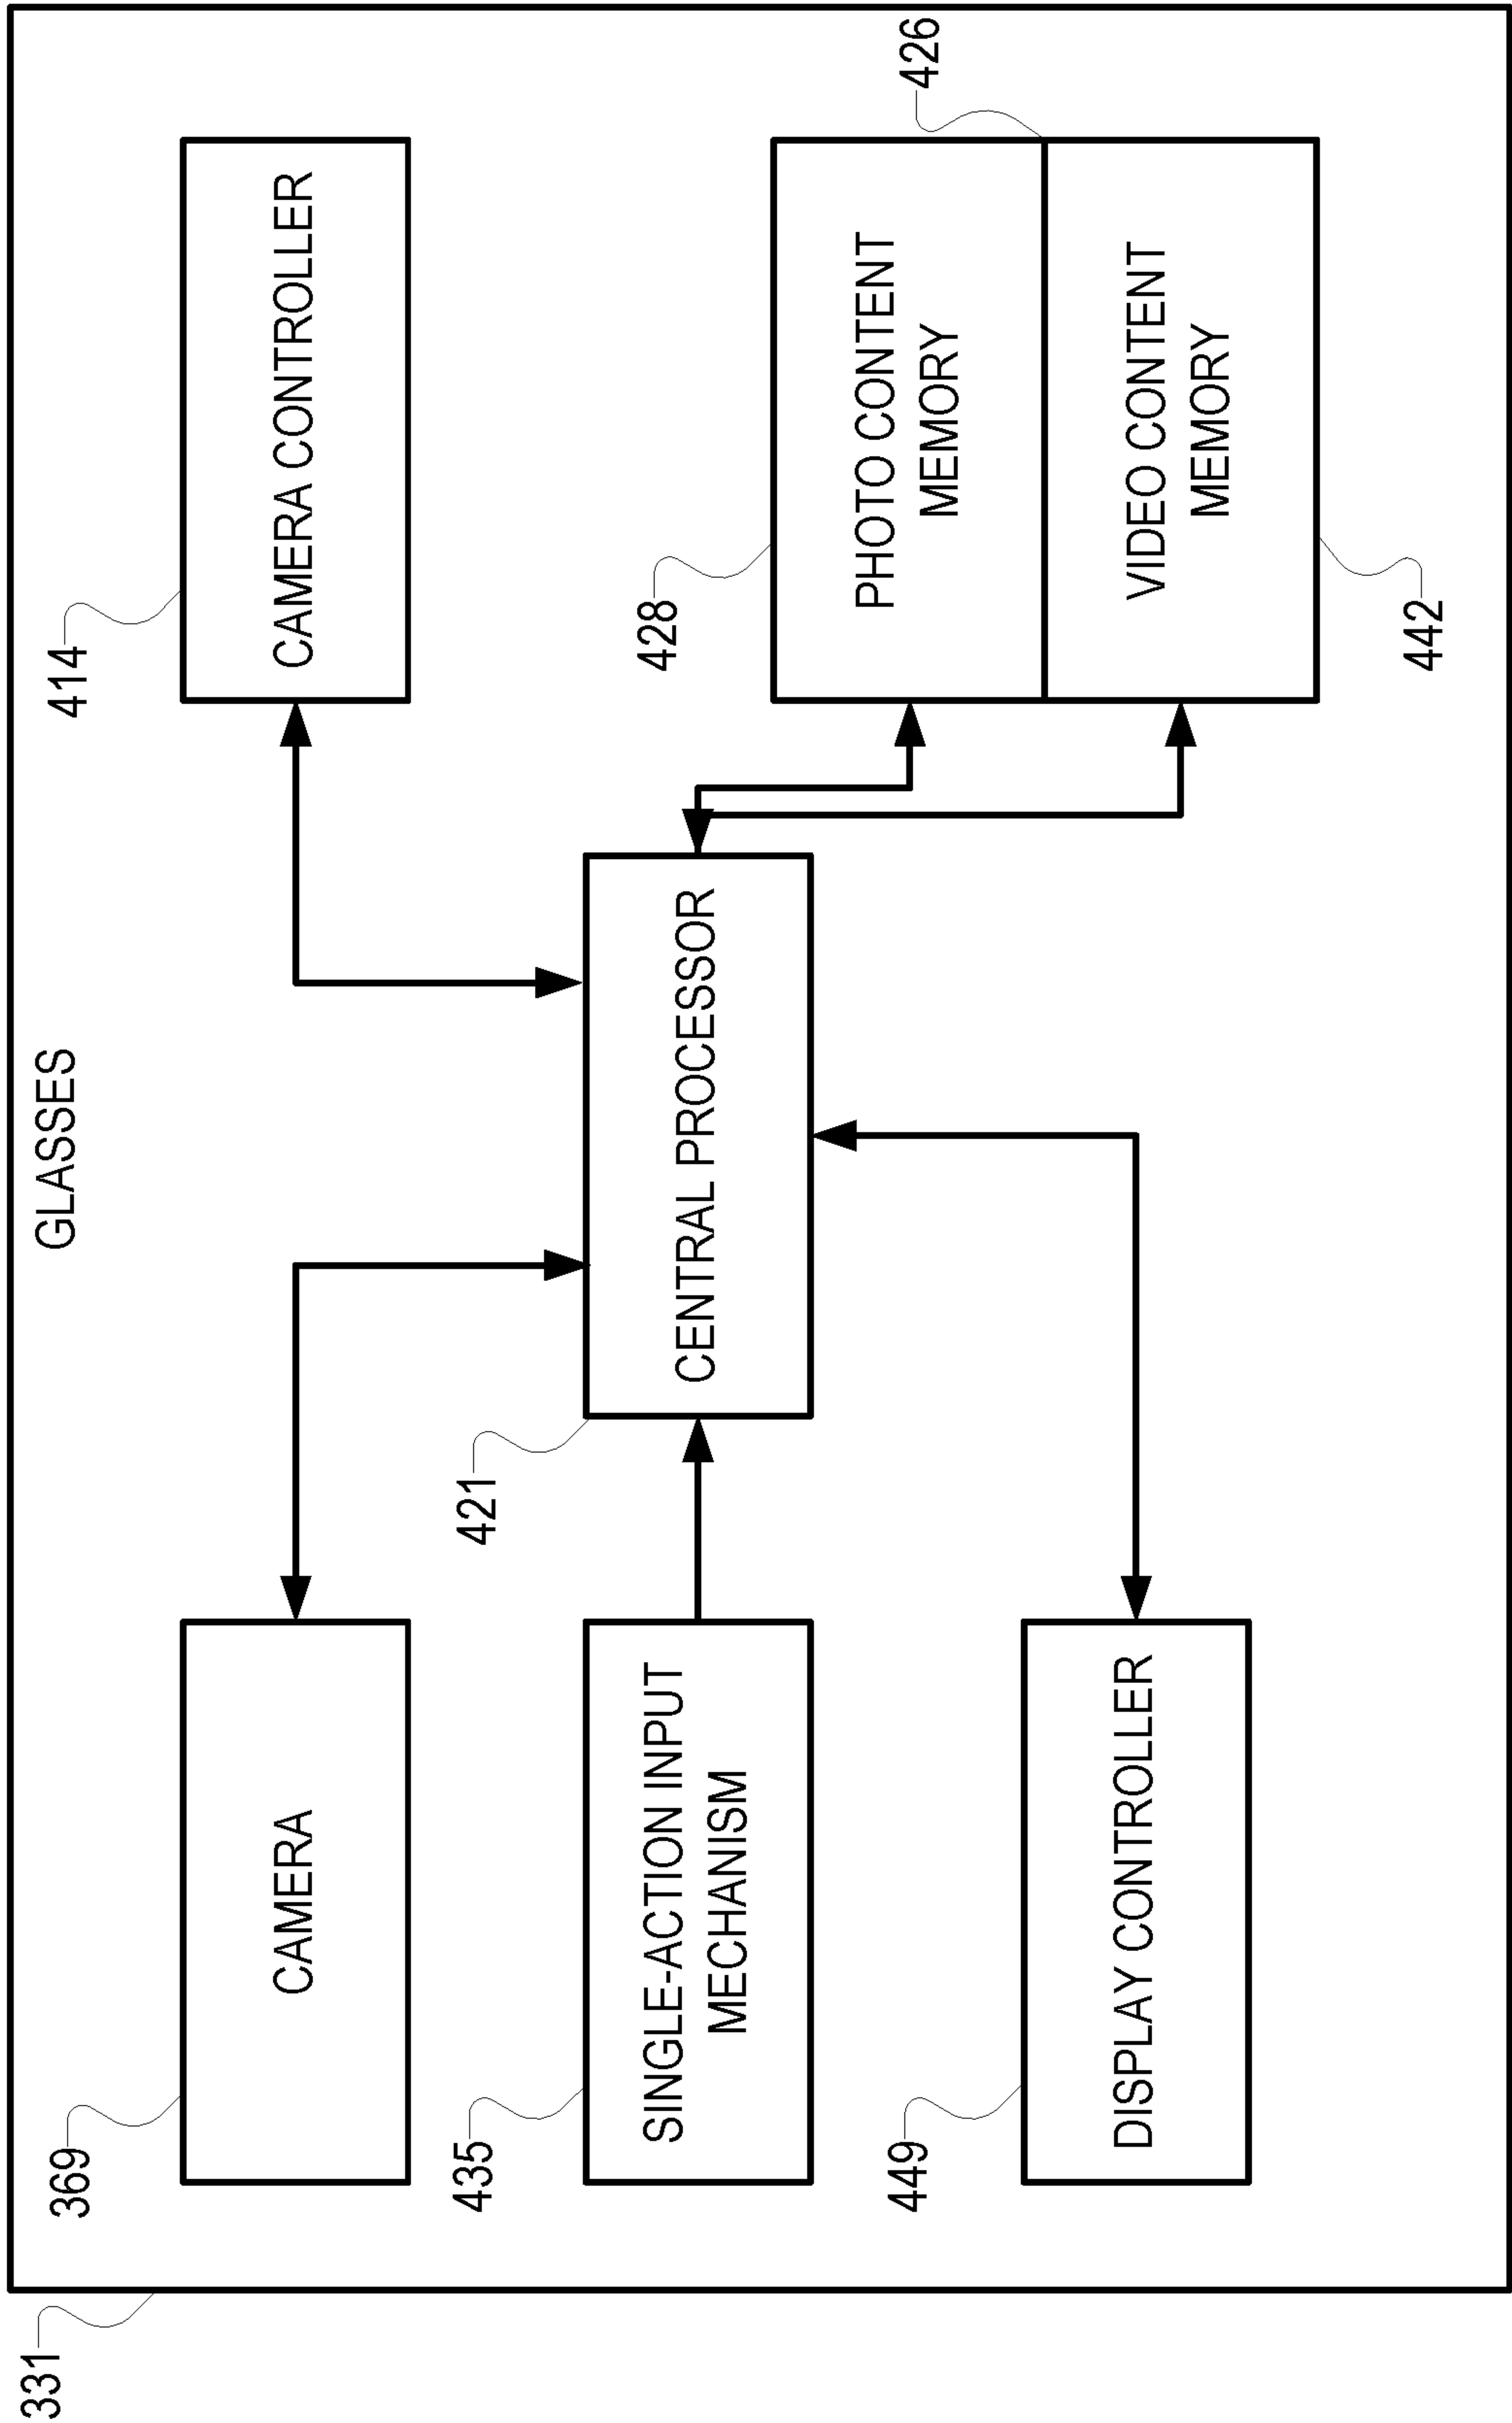 GLASSES
331
369
CAMERA
414
CAMERA CONTROLLER
421
CENTRAL PROCESSOR
435
SINGLE-ACTION INPUT
MECHANISM
426
428
PHOTO CONTENT
MEMORY
VIDEO CONTENT
MEMORY
442
449
DISPLAY CONTROLLER